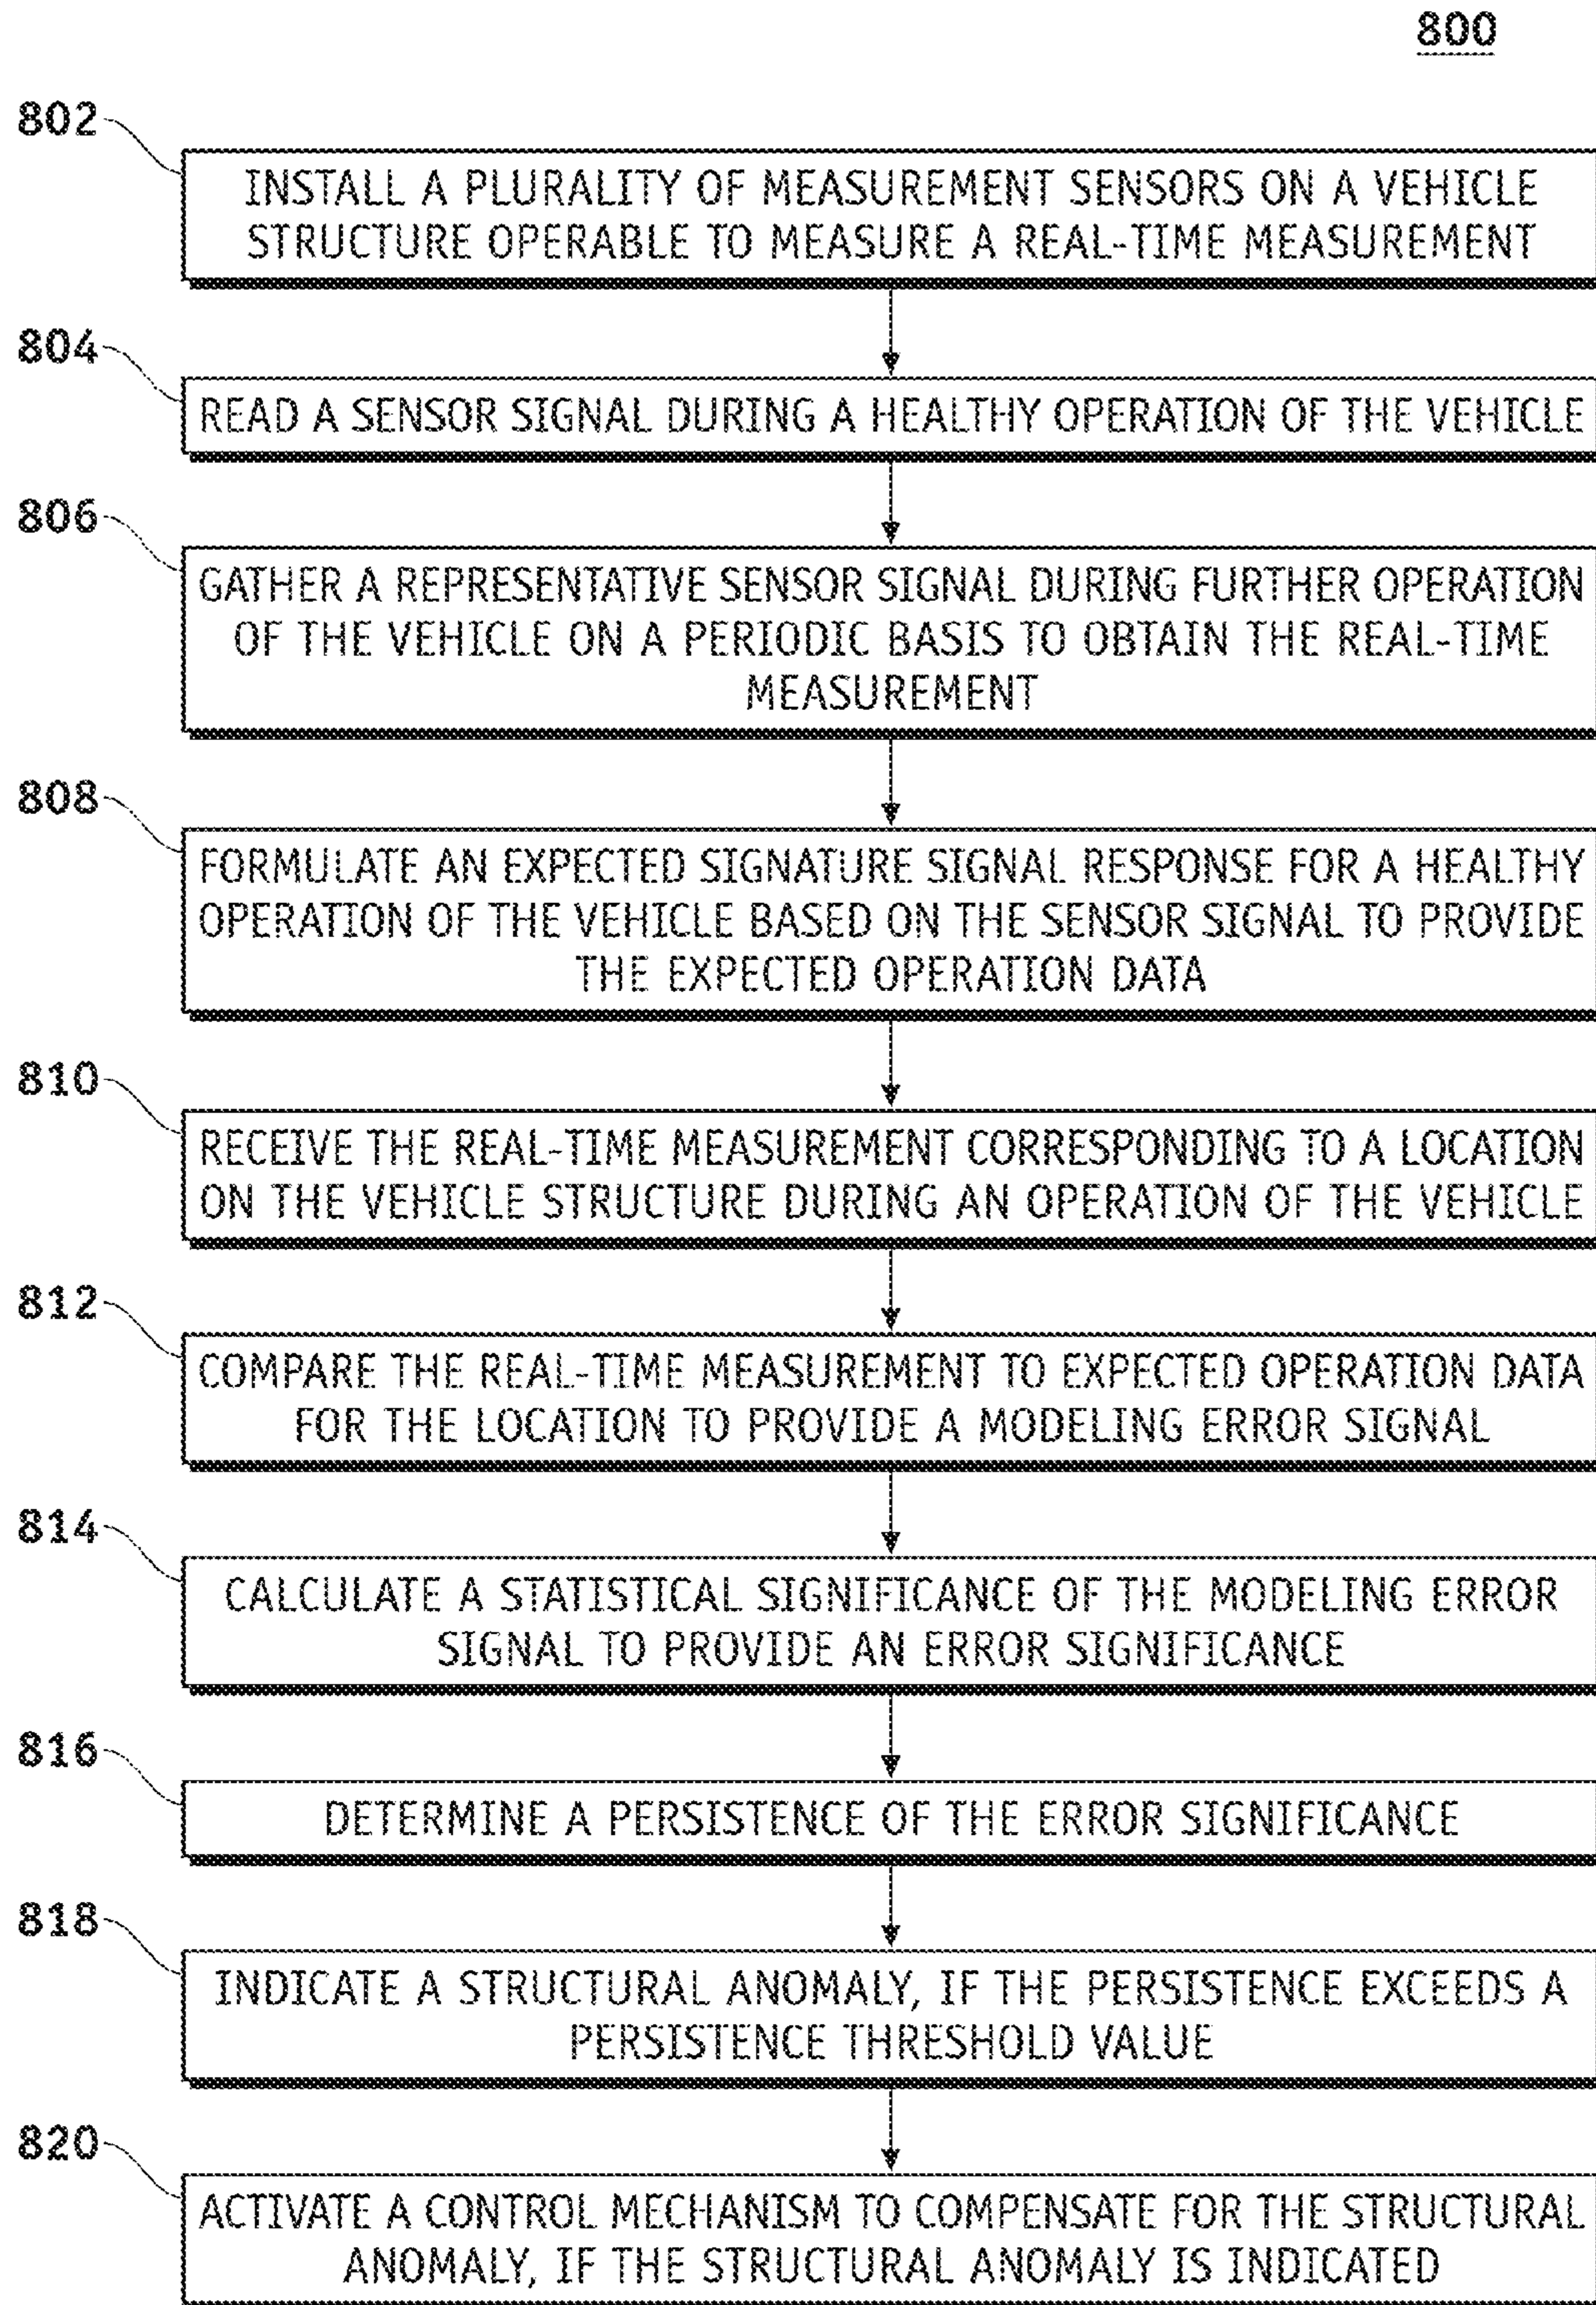 800
802
INSTALL A PLURALITY OF MEASUREMENT SENSORS ON A VEHICLE
STRUCTURE OPERABLE TO MEASURE A REAL-TIME MEASUREMENT
804
READ A SENSOR SIGNAL DURING A HEALTHY OPERATION OF THE VEHICLE
806
GATHER A REPRESENTATIVE SENSOR SIGNAL DURING FURTHER OPERATION
OF THE VEHICLE ON A PERIODIC BASIS TO OBTAIN THE REAL-TIME
MEASUREMENT
808
FORMULATE AN EXPECTED SIGNATURE SIGNAL RESPONSE FOR A HEALTHY
OPERATION OF THE VEHICLE BASED ON THE SENSOR SIGNAL TO PROVIDE
THE EXPECTED OPERATION DATA
810
RECEIVE THE REAL-TIME MEASUREMENT CORRESPONDING TO A LOCATION
ON THE VEHICLE STRUCTURE DURING AN OPERATION OF THE VEHICLE
812
COMPARE THE REAL-TIME MEASUREMENT TO EXPECTED OPERATION DATA
FOR THE LOCATION TO PROVIDE A MODELING ERROR SIGNAL
814
CALCULATE A STATISTICAL SIGNIFICANCE OF THE MODELING ERROR
SIGNAL TO PROVIDE AN ERROR SIGNIFICANCE
816
DETERMINE A PERSISTENCE OF THE ERROR SIGNIFICANCE
818
INDICATE A STRUCTURAL ANOMALY, IF THE PERSISTENCE EXCEEDS A
PERSISTENCE THRESHOLD VALUE
820
ACTIVATE A CONTROL MECHANISM TO COMPENSATE FOR THE STRUCTURAL
ANOMALY, IF THE STRUCTURAL ANOMALY IS INDICATED